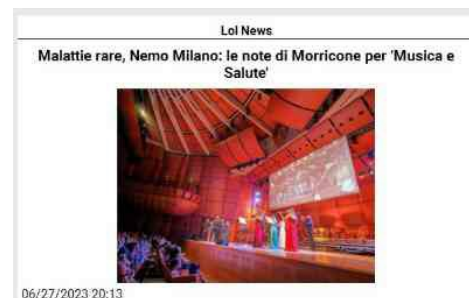 Lol News
Malattie rare, Nemo Milano: le note di Morricone per 'Musica e
Salute'
06/27/2023 20:13